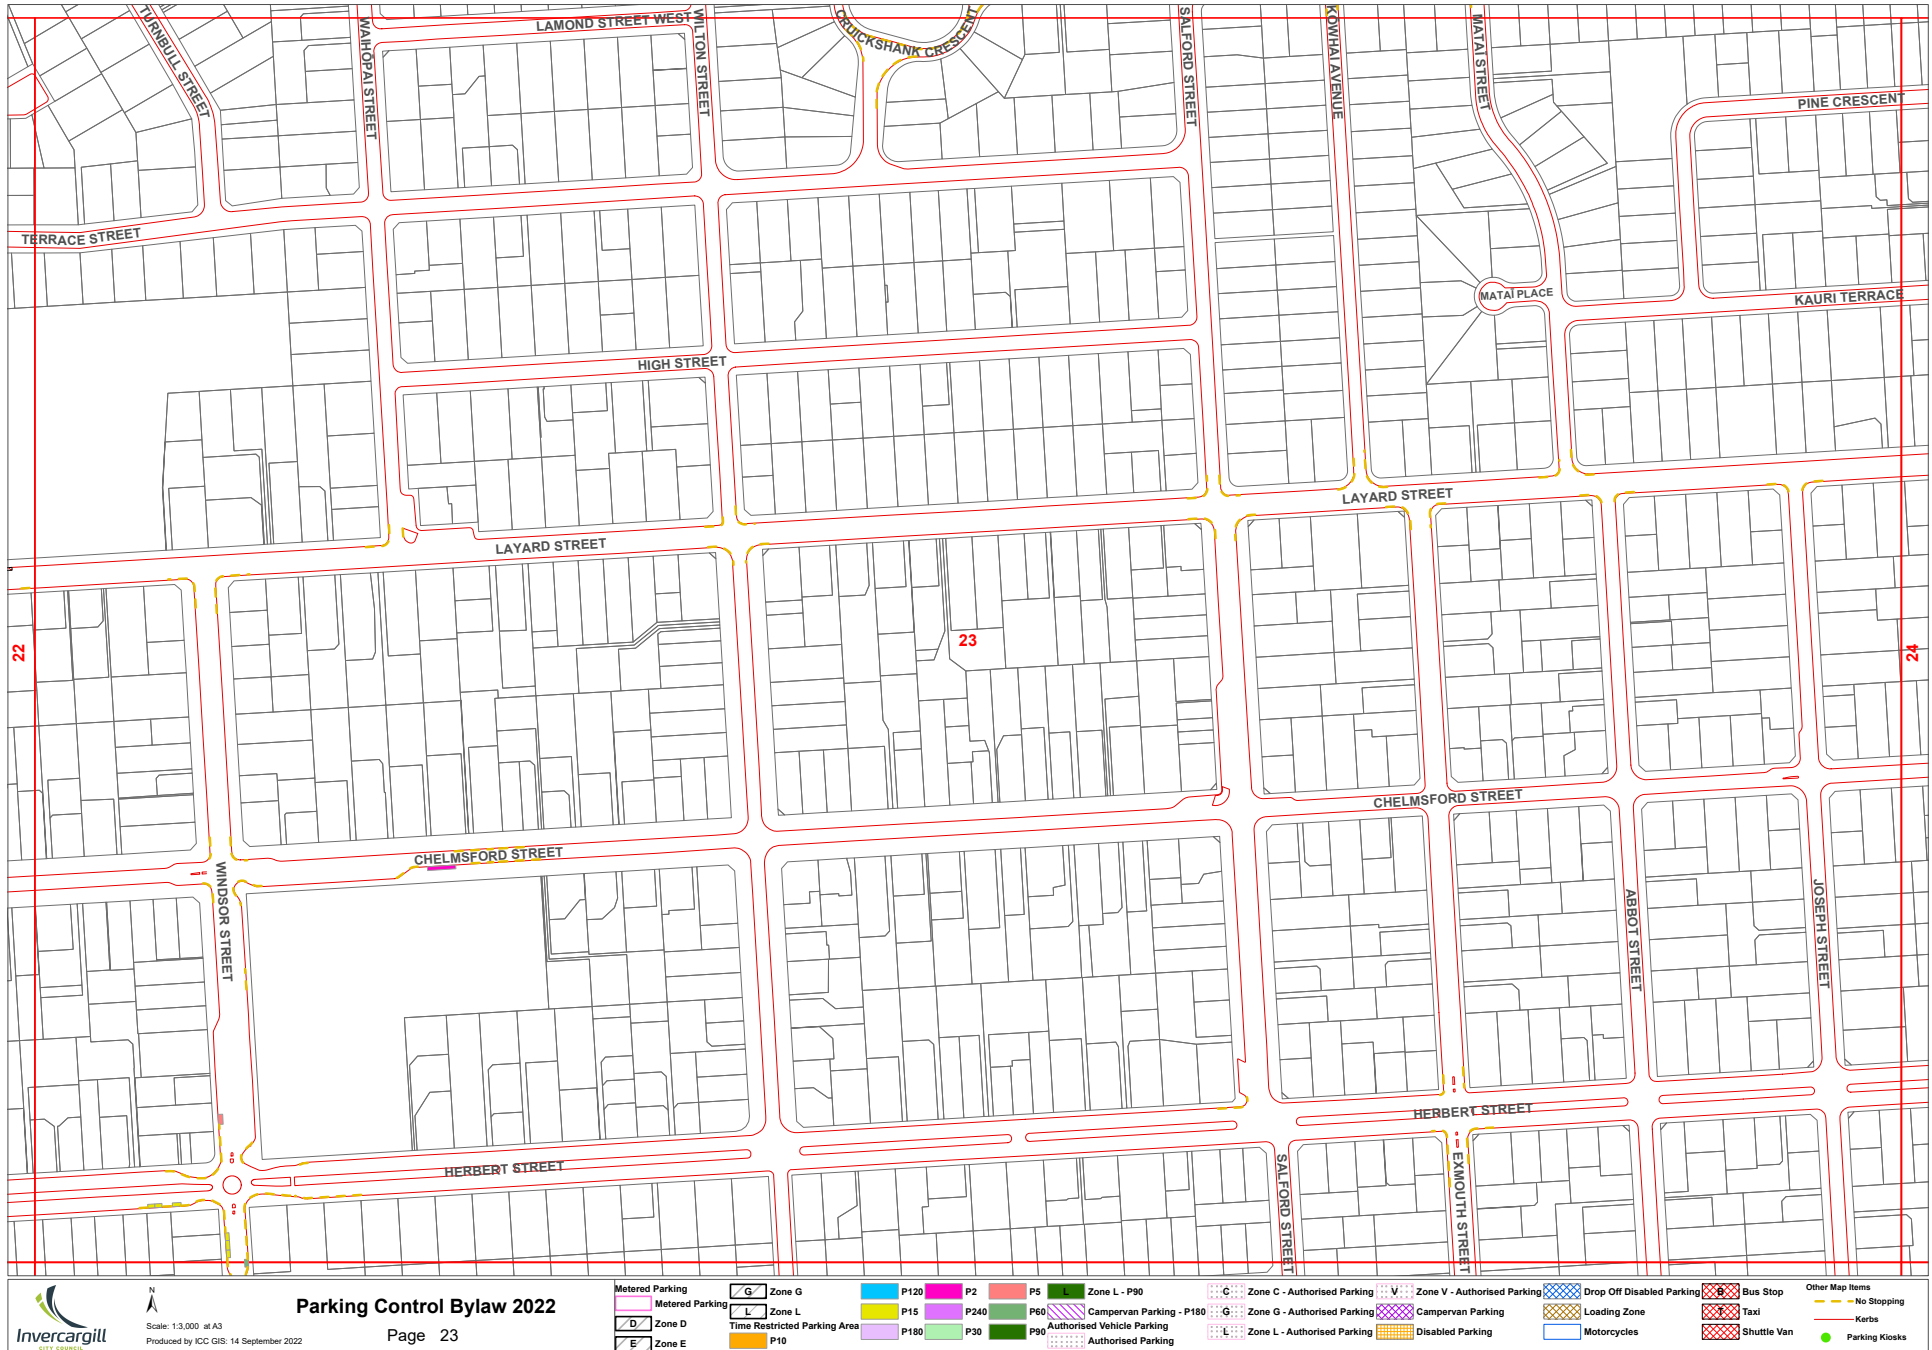 TURNBULL STREET
WAIHOPAI STREET
LAMOND STREET WEST
WILTON STREET
CRUICKSHANK CRESCENT
SALFORD STREET
KOWHAI AVENUE
MATAI STREET
PINE CRESCENT
TERRACE STREET
MATAI PLACE
KAURI TERRACE
HIGH STREET
LAYARD STREET
LAYARD STREET
22
23
24
CHELMSFORD STREET
CHELMSFORD STREET
WINDSOR STREET
ABBOT STREET
JOSEPH STREET
HERBERT STREET
HERBERT STREET
SALFORD STREET
EXMOUTH STREET
Invercargill
CITY COUNCIL
N
Scale: 1:3,000 at A3
Produced by ICC GIS: 14 September 2022
Parking Control Bylaw 2022
Page 23
Metered Parking
Metered Parking
D Zone D
E Zone E
G Zone G
L Zone L
Time Restricted Parking Area
P10
P120
P15
P180
P2
P240
P30
P5
P60
P90
L Zone L - P90
Campervan Parking - P180
Authorised Vehicle Parking
Authorised Parking
C Zone C - Authorised Parking
G Zone G - Authorised Parking
L Zone L - Authorised Parking
V Zone V - Authorised Parking
Campervan Parking
Disabled Parking
Drop Off Disabled Parking
Loading Zone
Motorcycles
B Bus Stop
T Taxi
Shuttle Van
Other Map Items
No Stopping
Kerbs
Parking Kiosks